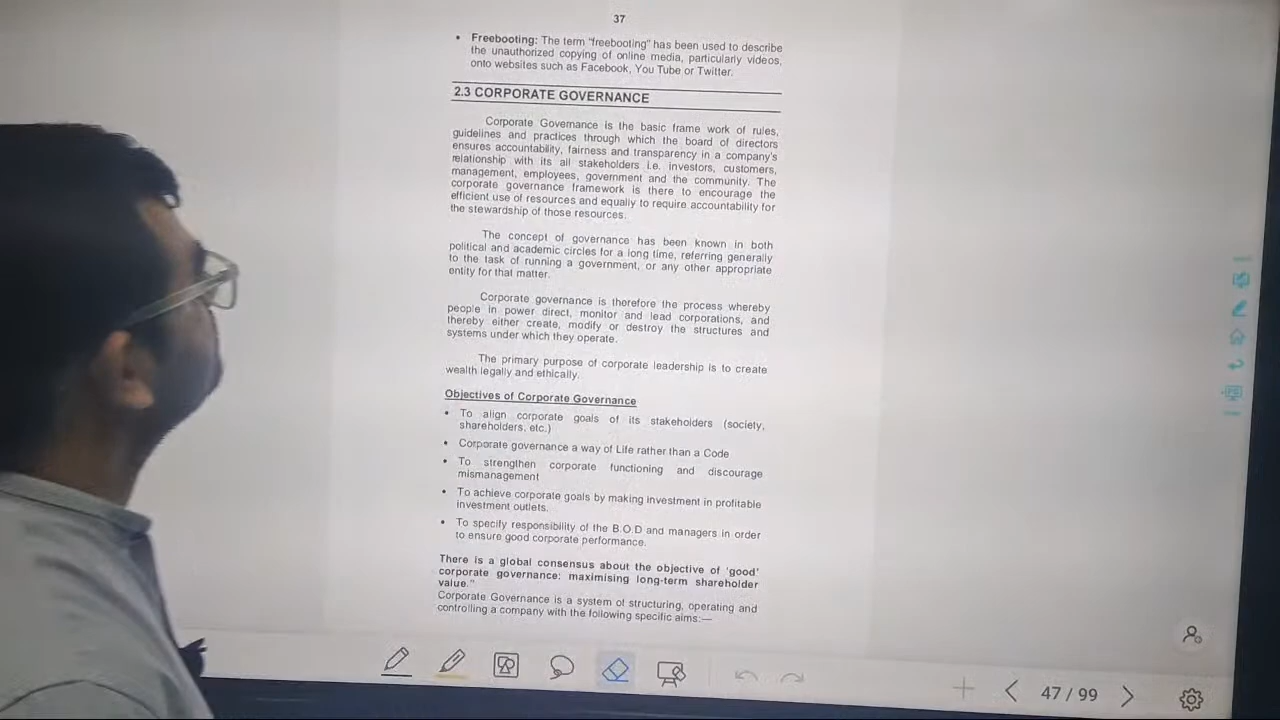 37
• Freebooting: The term "freebooting" has been used to describe
the unauthorized copying of online media, particularly videos,
onto websites such as Facebook, You Tube or Twitter.
2.3 CORPORATE GOVERNANCE
Corporate Governance is the basic frame work of rules,
guidelines and practices through which the board of directors
ensures accountability, fairness and transparency in a company's
relationship with its all stakeholders i.e. investors, customers,
management, employees, government and the community. The
corporate governance framework is there to encourage the
efficient use of resources and equally to require accountability for
the stewardship of those resources.
The concept of governance has been known in both
political and academic circles for a long time, referring generally
to the task of running a government, or any other appropriate
entity for that matter.
Corporate governance is therefore the process whereby
people in power direct, monitor and lead corporations, and
thereby either create, modify or destroy the structures and
systems under which they operate.
The primary purpose of corporate leadership is to create
wealth legally and ethically.
Objectives of Corporate Governance
• To align corporate goals of its stakeholders (society,
shareholders, etc.)
• Corporate governance a way of Life rather than a Code
• To strengthen corporate functioning and discourage
mismanagement
• To achieve corporate goals by making investment in profitable
investment outlets.
• To specify responsibility of the B.O.D and managers in order
to ensure good corporate performance.
There is a global consensus about the objective of 'good'
corporate governance: maximising long-term shareholder
value."
Corporate Governance is a system of structuring, operating and
controlling a company with the following specific aims:—
47 / 99